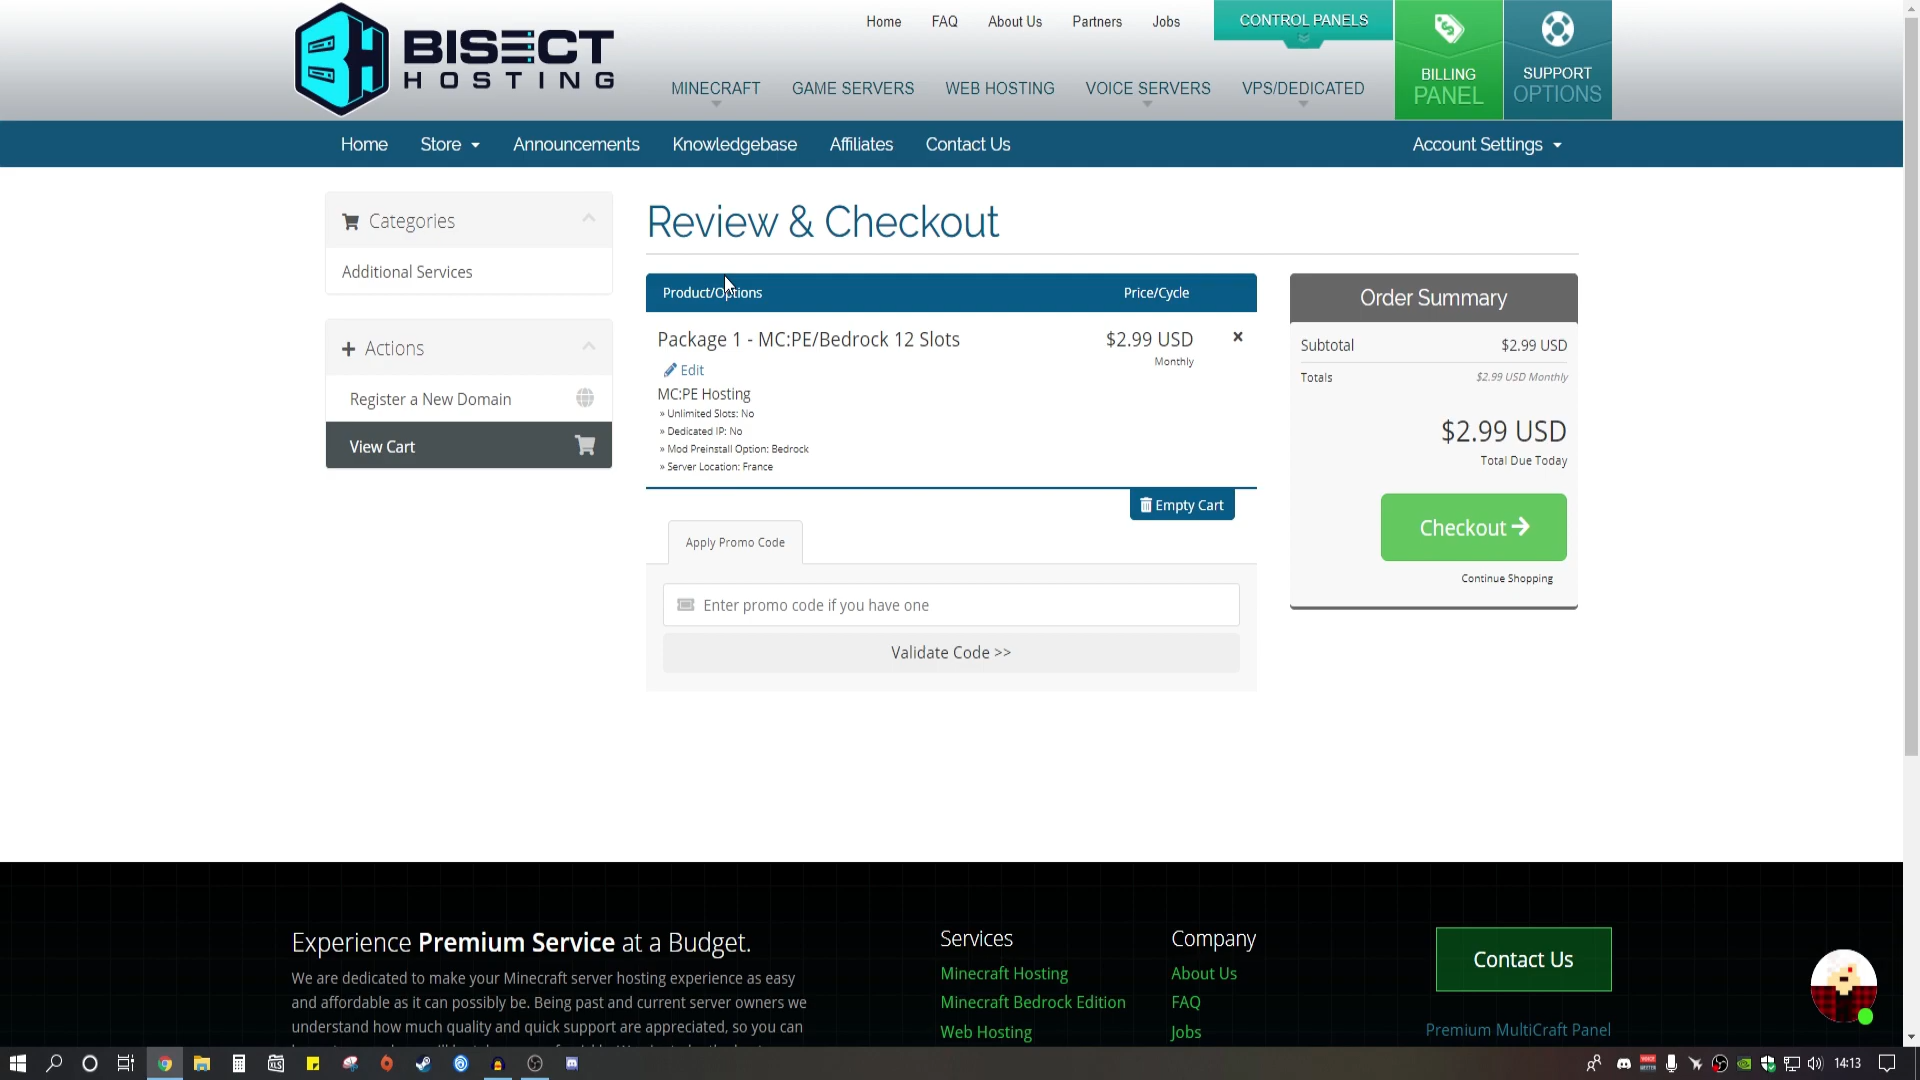 BISECT
HOSTING
Home
FAQ
About Us
Partners
Jobs
CONTROL PANELS
BILLING
PANEL
SUPPORT
OPTIONS
MINECRAFT
GAME SERVERS
WEB HOSTING
VOICE SERVERS
VPS/DEDICATED
Home
Store
Announcements
Knowledgebase
Affiliates
Contact Us
Account Settings
Categories
Additional Services
Actions
Register a New Domain
View Cart
Review & Checkout
Product/Options
Price/Cycle
Package 1 - MC:PE/Bedrock 12 Slots
$2.99 USD
Monthly
Edit
MC:PE Hosting
» Unlimited Slots: No
» Dedicated IP: No
» Mod Preinstall Option: Bedrock
» Server Location: France
Empty Cart
Apply Promo Code
Enter promo code if you have one
Validate Code >>
Order Summary
Subtotal
$2.99 USD
Totals
$2.99 USD Monthly
$2.99 USD
Total Due Today
Checkout
Continue Shopping
Experience Premium Service at a Budget.
We are dedicated to make your Minecraft server hosting experience as easy
and affordable as it can possibly be. Being past and current server owners we
understand how much quality and quick support are appreciated, so you can
Services
Minecraft Hosting
Minecraft Bedrock Edition
Web Hosting
Company
About Us
FAQ
Jobs
Contact Us
Premium MultiCraft Panel
14:13